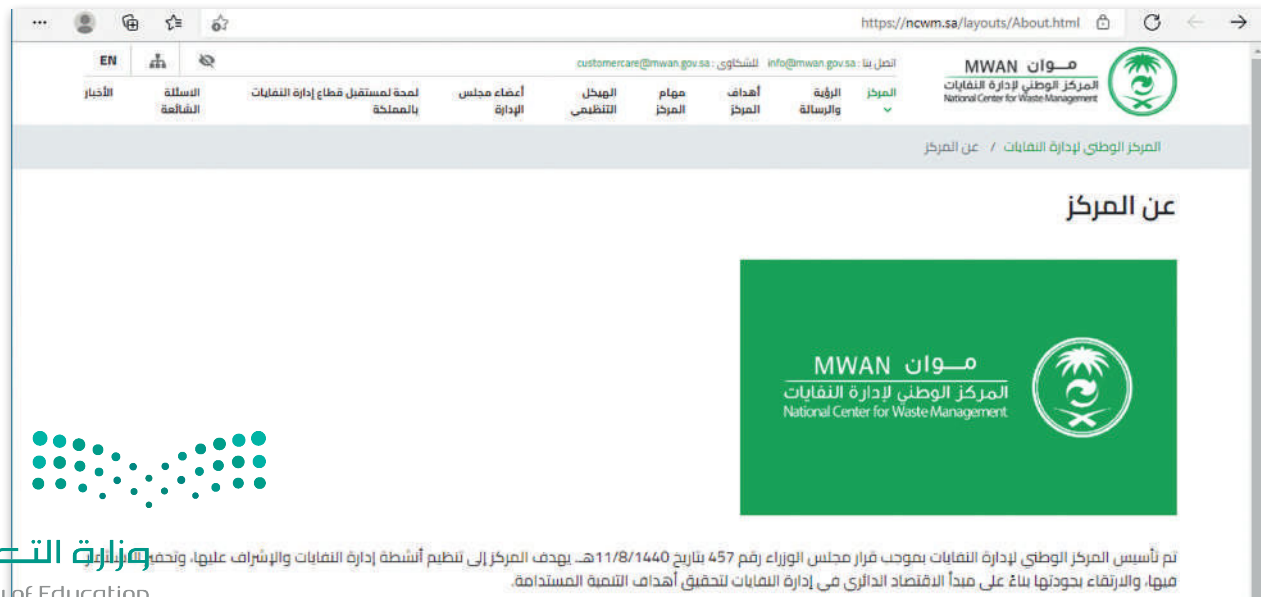 https://ncwm.sa/layouts/About.html
EN
اتصل بنا : info@mwan.gov.sa للشكاوى : customercare@mwan.gov.sa
مــوان MWAN
المركز الوطني لإدارة النفايات
National Center for Waste Management
المركز
الرؤية والرسالة
أهداف المركز
مهام المركز
الهيكل التنظيمي
أعضاء مجلس الإدارة
لمحة لمستقبل قطاع إدارة النفايات بالمملكة
الاسئلة الشائعة
الأخبار
المركز الوطني لإدارة النفايات / عن المركز
عن المركز
مــوان MWAN
المركز الوطني لإدارة النفايات
National Center for Waste Management
تم تأسيس المركز الوطني لإدارة النفايات بموجب قرار مجلس الوزراء رقم 457 بتاريخ 11/8/1440هـ. يهدف المركز إلى تنظيم أنشطة إدارة النفايات والإشراف عليها، وتحفيز
فيها، والارتقاء بجودتها بناءً على مبدأ الاقتصاد الدائري في إدارة النفايات لتحقيق أهداف التنمية المستدامة.
وزارة التـ
of Education